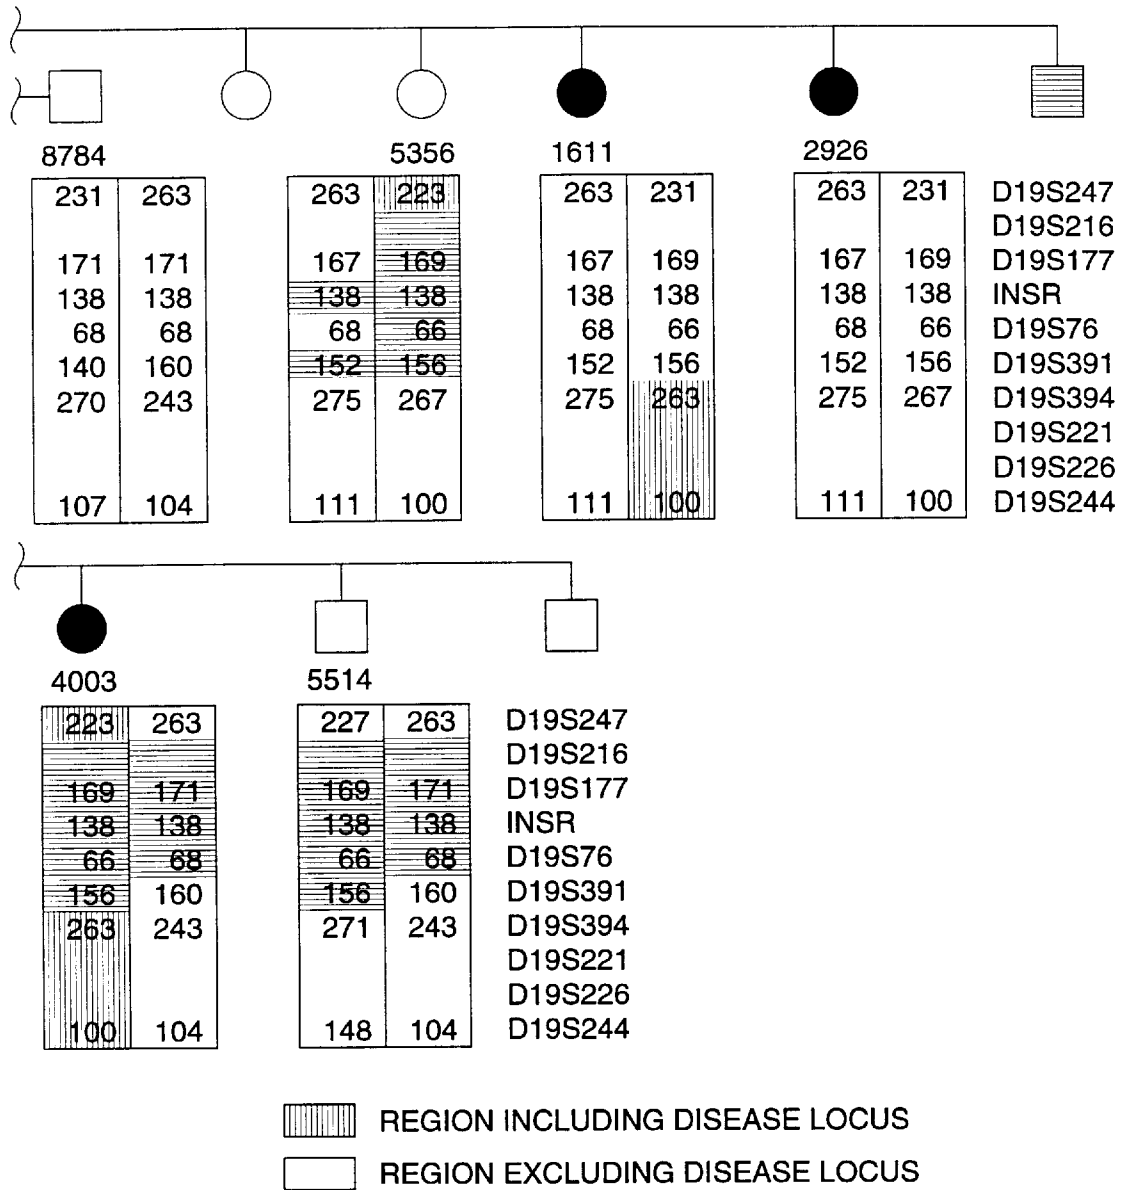 8784 5356 1611 2926
231 263 263 223 263 231 263 231 D19S247
D19S216
171 171 167 169 167 169 167 169 D19S177
138 138 138 138 138 138 138 138 INSR
68 68 68 66 68 66 68 66 D19S76
140 160 152 156 152 156 152 156 D19S391
270 243 275 267 275 263 275 267 D19S394
D19S221
D19S226
107 104 111 100 111 100 111 100 D19S244
4003 5514
223 263 227 263 D19S247
D19S216
169 171 169 171 D19S177
138 138 138 138 INSR
66 68 66 68 D19S76
156 160 156 160 D19S391
263 243 271 243 D19S394
D19S221
D19S226
100 104 148 104 D19S244
REGION INCLUDING DISEASE LOCUS
REGION EXCLUDING DISEASE LOCUS